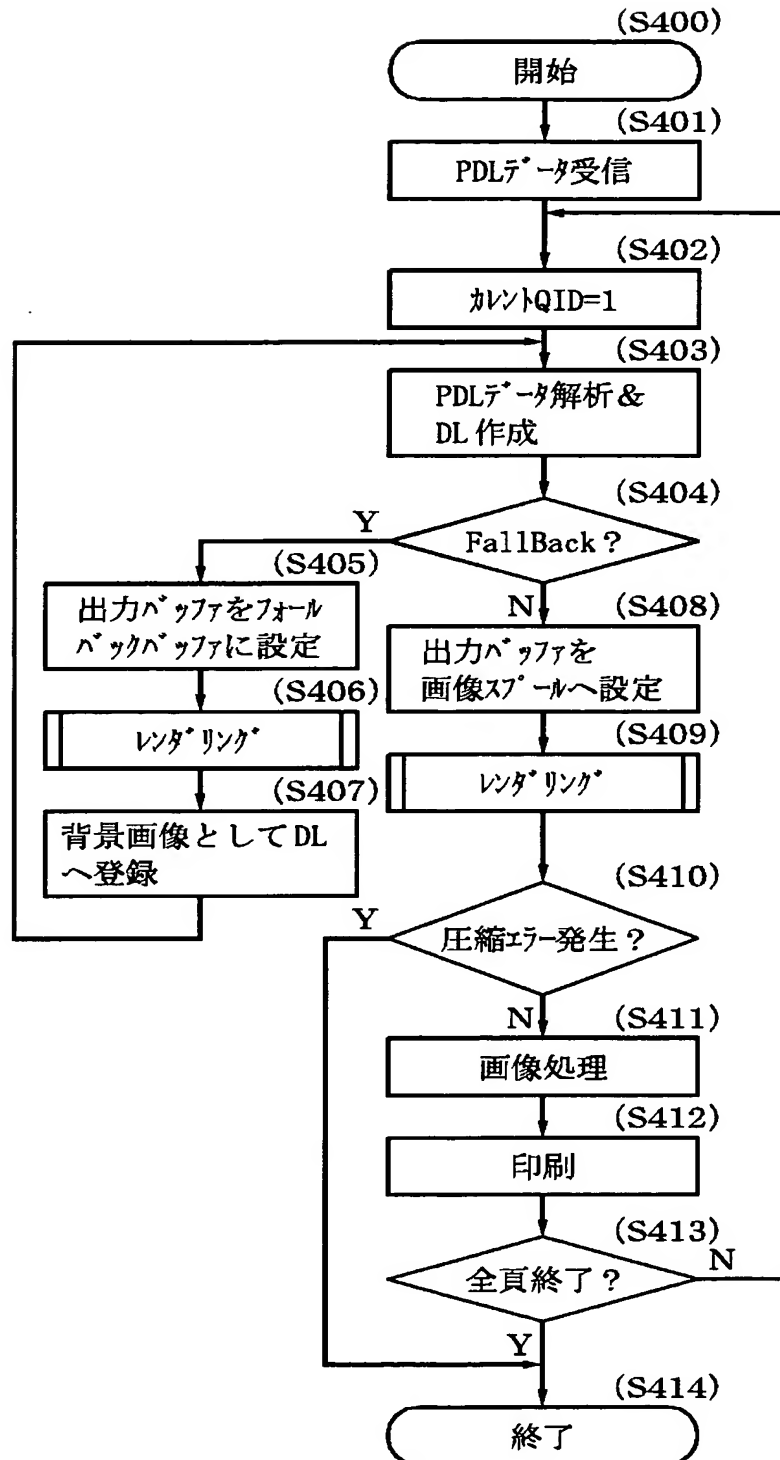 (S400)
開始
(S401)
PDLデータ受信
(S402)
カレントQID=1
(S403)
PDLデータ解析&
DL作成
(S404)
FallBack?
Y
N
(S405)
出力バッファをフォール
バックバッファに設定
(S406)
レンダリング
(S407)
背景画像としてDL
へ登録
(S408)
出力バッファを
画像スプールへ設定
(S409)
レンダリング
(S410)
圧縮エラー発生?
Y
N
(S411)
画像処理
(S412)
印刷
(S413)
全頁終了?
N
Y
(S414)
終了